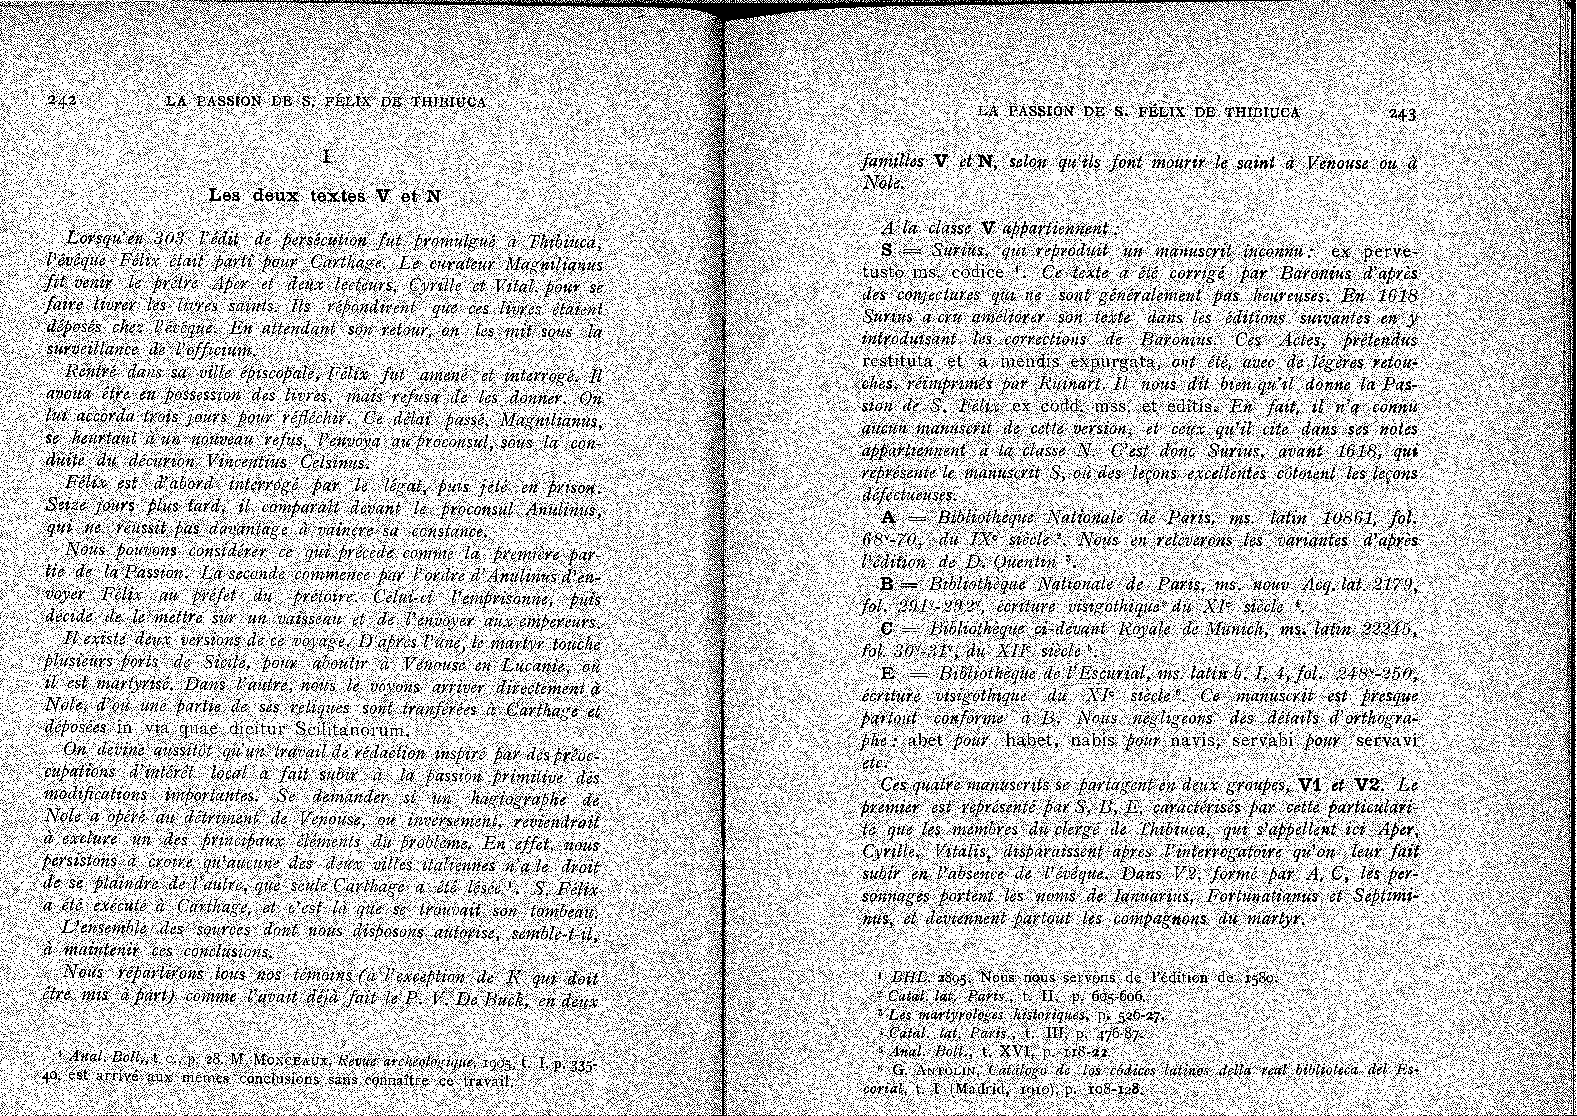 242 LA PASSION DE S. FÉLIX DE THIBIUCA
I
Les deux textes V et N
Lorsqu'en 303 l'édit de persécution fut promulgué à Thibiuca,
l'évêque Félix était parti pour Carthage. Le curateur Magnilianus
fit venir le prêtre Aper et deux lecteurs, Cyrille et Vital, pour se
faire livrer les livres saints. Ils répondirent que ces livres étaient
déposés chez l'évêque. En attendant son retour, on les mit sous la
surveillance de l'officium.
Rentré dans sa ville épiscopale, Félix fut amené et interrogé. Il
avoua être en possession des livres, mais refusa de les donner. On
lui accorda trois jours pour réfléchir. Ce délai passé, Magnilianus,
se heurtant à un nouveau refus, l'envoya au proconsul, sous la con-
duite du décurion Vincentius Celsinus.
Félix est d'abord interrogé par le légat, puis jeté en prison.
Seize jours plus tard, il comparaît devant le proconsul Anulinus,
qui ne réussit pas davantage à vaincre sa constance.
Nous pouvons considérer ce qui précède comme la première par-
tie de la Passion. La seconde commence par l'ordre d'Anulinus d'en-
voyer Félix au préfet du prétoire. Celui-ci l'emprisonne, puis
décide de le mettre sur un vaisseau et de l'envoyer aux empereurs.
Il existe deux versions de ce voyage. D'après l'une, le martyr touche
plusieurs ports de Sicile, pour aboutir à Venouse en Lucanie, où
il est martyrisé. Dans l'autre, nous le voyons arriver directement à
Nole, d'où une partie de ses reliques sont tranférées à Carthage et
déposées in via quae dicitur Scilitanorum.
On devine aussitôt qu'un travail de rédaction inspiré par des préoc-
cupations d'intérêt local a fait subir à la passion primitive des
modifications importantes. Se demander si un hagiographe de
Nole a opéré au détriment de Venouse, ou inversement, reviendrait
à exclure un des principaux éléments du problème. En effet, nous
persistons à croire qu'aucune des deux villes italiennes n'a le droit
de se plaindre de l'autre, que seule Carthage a été lésée ¹. S. Félix
a été exécuté à Carthage, et c'est là que se trouvait son tombeau.
L'ensemble des sources dont nous disposons autorise, semble-t-il,
à maintenir ces conclusions.
Nous répartirons tous nos témoins (à l'exception de K qui doit
être mis à part) comme l'avait déjà fait le P. V. De Buck, en deux
¹ Anal. Boll., t. c., p. 28. M. MONCEAUX, Revue archéologique, 1905, t. I, p. 335-
40, est arrivé aux mêmes conclusions sans connaître ce travail.
LA PASSION DE S. FÉLIX DE THIBIUCA 243
familles V et N, selon qu'ils font mourir le saint à Venouse ou à
Nole.
A la classe V appartiennent :
S = Surius, qui reproduit un manuscrit inconnu : ex perve-
tusto ms. codice ¹. Ce texte a été corrigé par Baronius d'après
des conjectures qui ne sont généralement pas heureuses. En 1618
Surius a cru améliorer son texte dans les éditions suivantes en y
introduisant les corrections de Baronius. Ces Actes, prétendus
restituta et a mendis expurgata, ont été, avec de légères retou-
ches, réimprimés par Ruinart. Il nous dit bien qu'il donne la Pas-
sion de S. Félix ex codd. mss. et editis. En fait, il n'a connu
aucun manuscrit de cette version, et ceux qu'il cite dans ses notes
appartiennent à la classe N. C'est donc Surius, avant 1618, qui
représente le manuscrit S, où des leçons excellentes côtoient les leçons
défectueuses.
A = Bibliothèque Nationale de Paris, ms. latin 10861, fol.
68ᵛ-70, du IXᵉ siècle ². Nous en relèverons les variantes d'après
l'édition de D. Quentin ³.
B = Bibliothèque Nationale de Paris, ms. nouv. Acq. lat. 2179,
fol. 291ᵛ-292ᵛ, écriture visigothique du XIᵉ siècle ⁴.
C = Bibliothèque ci-devant Royale de Munich, ms. latin 22245,
fol. 30ᵛ-31ᵛ, du XIIᵉ siècle ⁵.
E = Bibliothèque de l'Escurial, ms. latin b. I. 4, fol. 248ᵛ-250,
écriture visigothique du XIᵉ siècle ⁶. Ce manuscrit est presque
partout conforme à B. Nous négligeons des détails d'orthogra-
phe : abet pour habet, nabis pour navis, servabi pour servavi
etc.
Ces quatre manuscrits se partagent en deux groupes, V1 et V2. Le
premier est représenté par S, B, E, caractérisés par cette particulari-
té que les membres du clergé de Thibiuca, qui s'appellent ici Aper,
Cyrille, Vitalis, disparaissent après l'interrogatoire qu'on leur fait
subir en l'absence de l'évêque. Dans V2, formé par A, C, les per-
sonnages portent les noms de Ianuarius, Fortunatianus et Septimi-
nus, et deviennent partout les compagnons du martyr.
¹ BHL. 2895. Nous nous servons de l'édition de 1580.
² Catal. lat. Paris., t. II, p. 605-606.
³ Les martyrologes historiques, p. 526-27.
⁴ Catal. lat. Paris., t. III, p. 476-87.
⁵ Anal. Boll., t. XVI, p. 118-22.
⁶ G. ANTOLIN, Catálogo de los códices latinos della real biblioteca del Es-
corial, t. I (Madrid, 1910), p. 108-128.